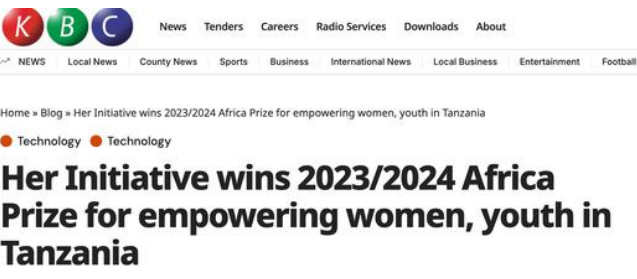 KBC News Tenders Careers Radio Services Downloads About
NEWS Local News County News Sports Business International News Local Business Entertainment Football
Home » Blog » Her Initiative wins 2023/2024 Africa Prize for empowering women, youth in Tanzania
Technology Technology
Her Initiative wins 2023/2024 Africa
Prize for empowering women, youth in
Tanzania